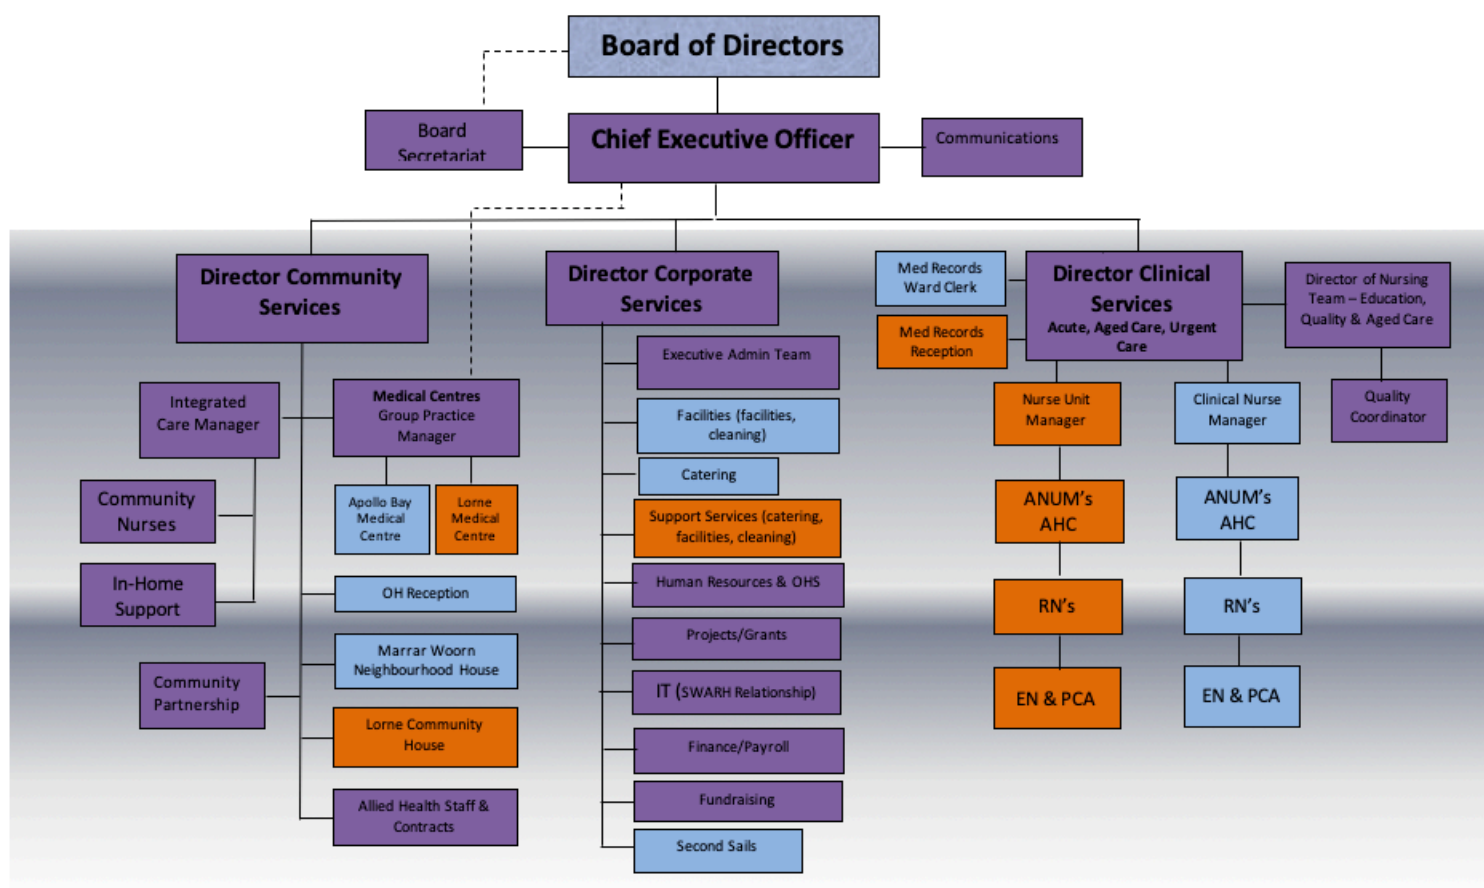 Board of Directors
Board
Secretariat
Chief Executive Officer
Communications
Director Community
Services
Director Corporate
Services
Med Records
Ward Clerk
Med Records
Reception
Director Clinical
Services
Acute, Aged Care, Urgent
Care
Director of Nursing
Team – Education,
Quality & Aged Care
Quality
Coordinator
Integrated
Care Manager
Medical Centres
Group Practice
Manager
Community
Nurses
In-Home
Support
Apollo Bay
Medical
Centre
Lorne
Medical
Centre
OH Reception
Marrar Woorn
Neighbourhood House
Community
Partnership
Lorne Community
House
Allied Health Staff &
Contracts
Executive Admin Team
Facilities (facilities,
cleaning)
Catering
Support Services (catering,
facilities, cleaning)
Human Resources & OHS
Projects/Grants
IT (SWARH Relationship)
Finance/Payroll
Fundraising
Second Sails
Nurse Unit
Manager
ANUM's
AHC
RN's
EN & PCA
Clinical Nurse
Manager
ANUM's
AHC
RN's
EN & PCA